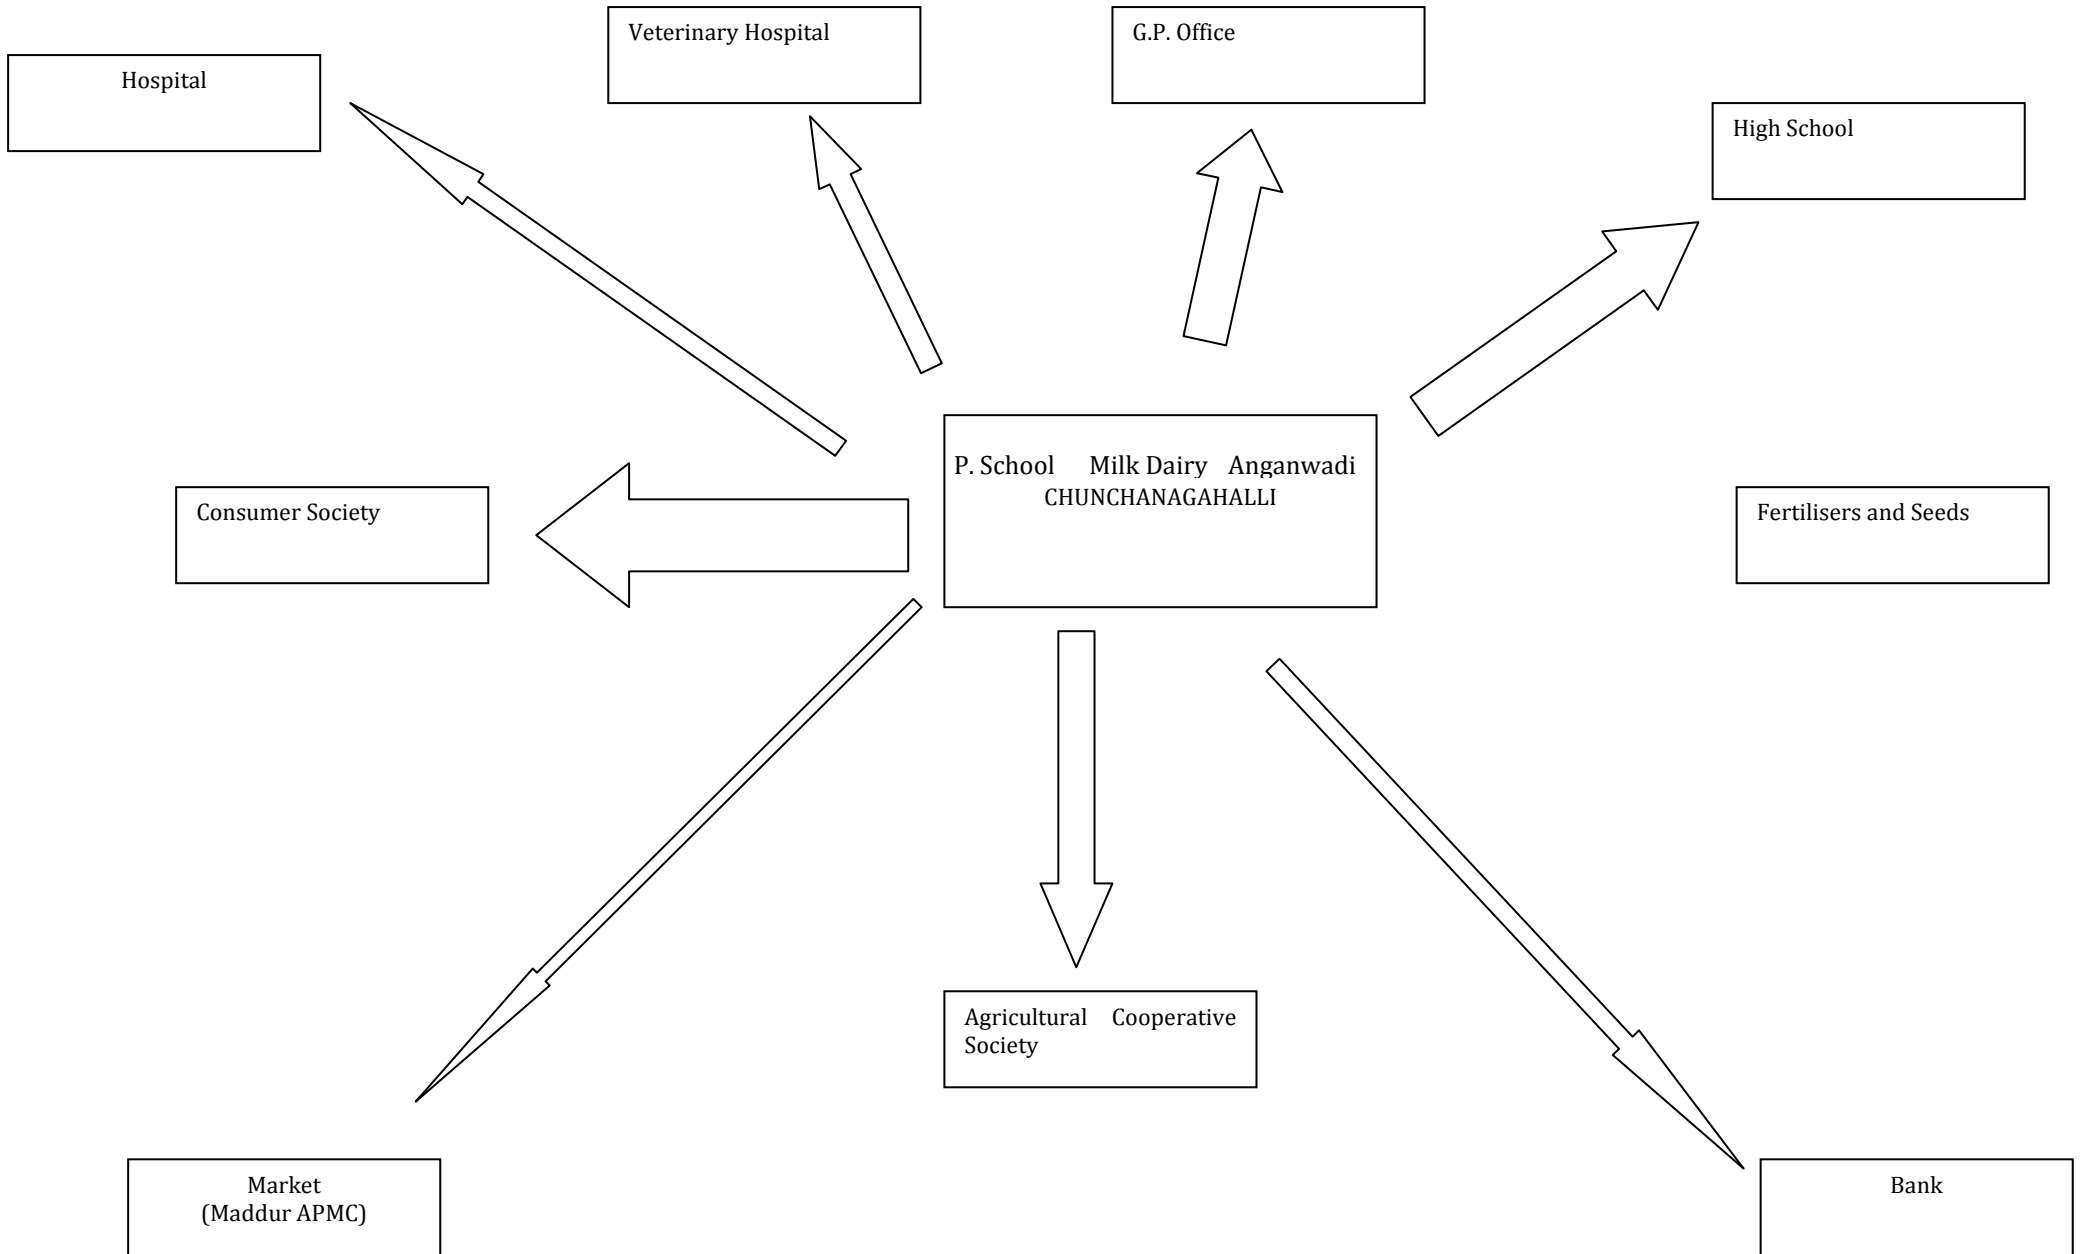 Veterinary Hospital
G.P. Office
Hospital
High School
P. School Milk Dairy Anganwadi
CHUNCHANAGAHALLI
Consumer Society
Fertilisers and Seeds
Agricultural Cooperative
Society
Market
(Maddur APMC)
Bank